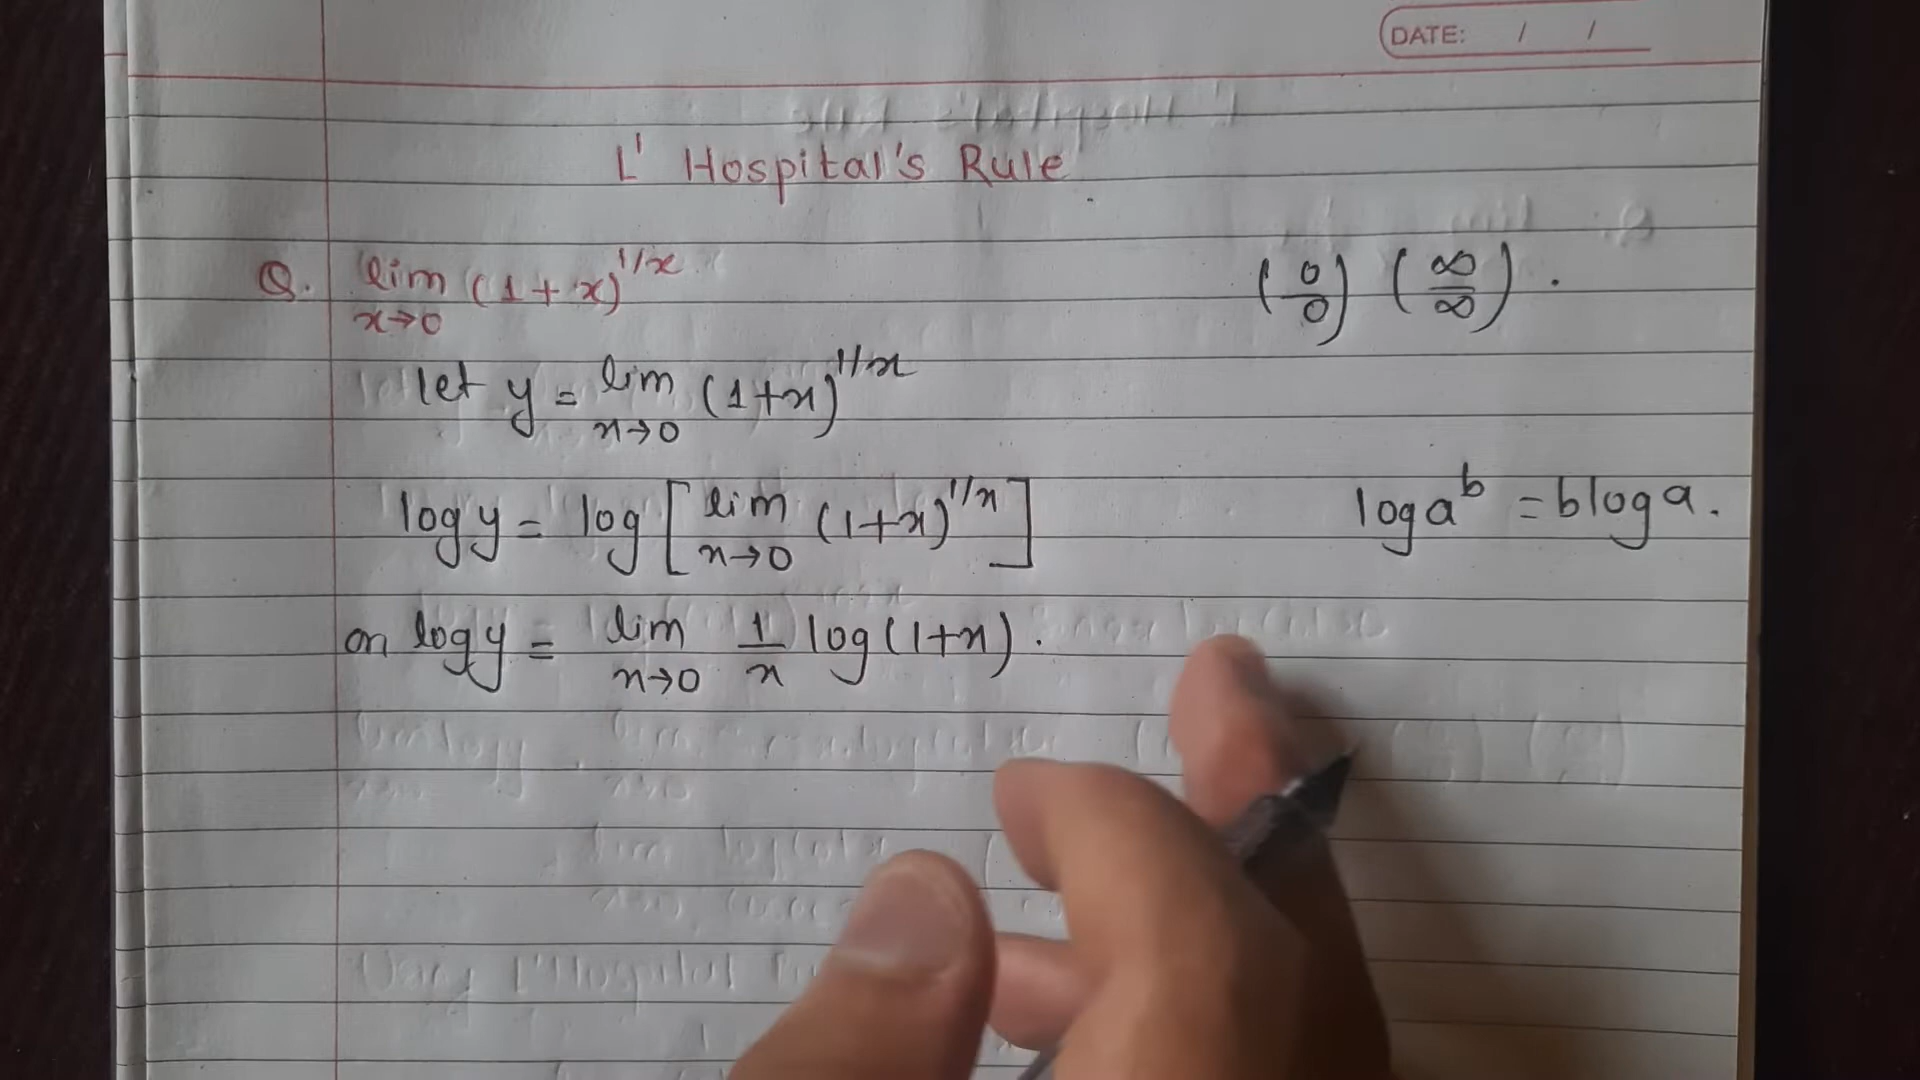 DATE: / /
L' Hospital's Rule
Q. lim x→0 (1+x)^1/x
(0/0) (∞/∞).
let y = lim x→0 (1+x)^1/x
log y = log [lim x→0 (1+x)^1/x]
log a^b = b log a.
or log y = lim x→0 1/x log(1+x).